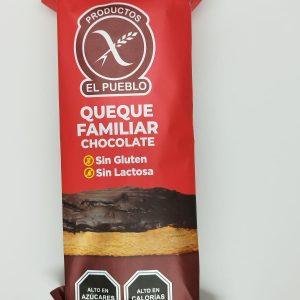 PRODUCTOS
EL PUEBLO
QUEQUE
FAMILIAR
CHOCOLATE
Sin Gluten
Sin Lactosa
ALTO EN
AZÚCARES
ALTO EN
CALORÍAS